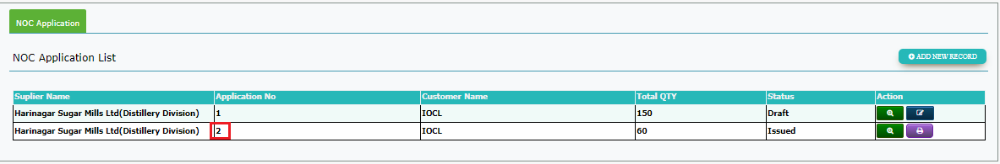 NOC Application
NOC Application List
ADD NEW RECORD
Suplier Name Application No Customer Name Total QTY Status Action
Harinagar Sugar Mills Ltd(Distillery Division) 1 IOCL 150 Draft
Harinagar Sugar Mills Ltd(Distillery Division) 2 IOCL 60 Issued